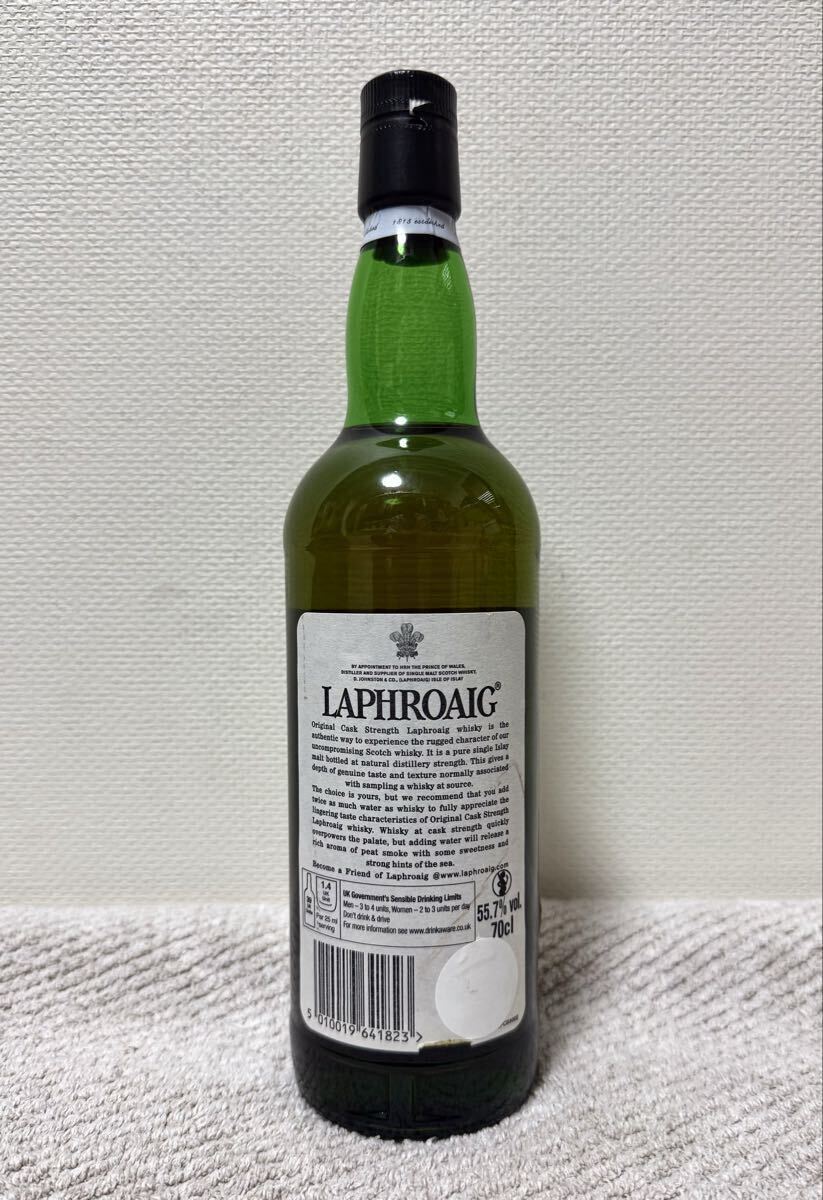 1815 established
BY APPOINTMENT TO HRH THE PRINCE OF WALES,
DISTILLER AND SUPPLIER OF SINGLE MALT SCOTCH WHISKY,
D. JOHNSTON & CO., (LAPHROAIG) ISLE OF ISLAY
LAPHROAIG®
Original Cask Strength Laphroaig whisky is the
authentic way to experience the rugged character of our
uncompromising Scotch whisky. It is a pure single Islay
malt bottled at natural distillery strength. This gives a
depth of genuine taste and texture normally associated
with sampling a whisky at source.
The choice is yours, but we recommend that you add
twice as much water as whisky to fully appreciate the
lingering taste characteristics of Original Cask Strength
Laphroaig whisky. Whisky at cask strength quickly
overpowers the palate, but adding water will release a
rich aroma of peat smoke with some sweetness and
strong hints of the sea.
Become a Friend of Laphroaig @www.laphroaig.com
39
1.4
UK
Unit
Per 25 ml
serving
UK Government's Sensible Drinking Limits
Men – 3 to 4 units, Women – 2 to 3 units per day
Don't drink & drive
For more information see www.drinkaware.co.uk
55.7% vol.
70cl
5 010019 641823 >